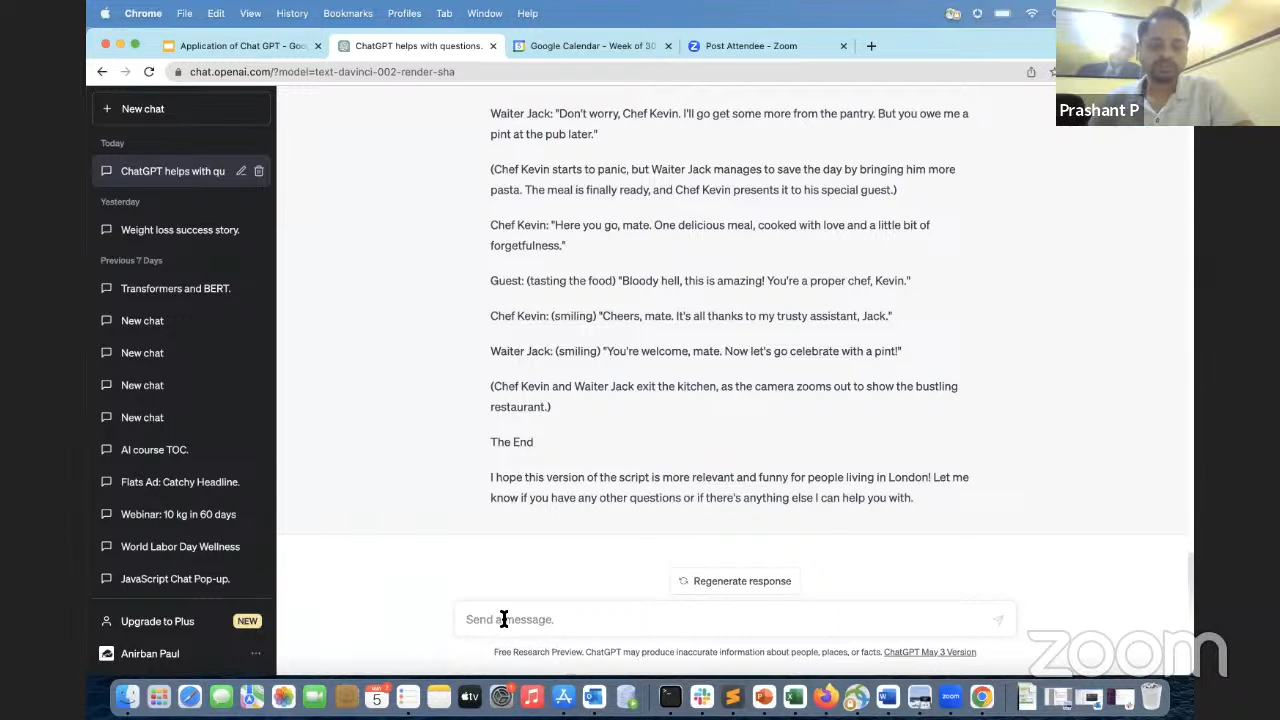 Chrome File Edit View History Bookmarks Profiles Tab Window Help
Application of Chat GPT - Goo
ChatGPT helps with questions.
Google Calendar - Week of 30
Post Attendee - Zoom
chat.openai.com/?model=text-davinci-002-render-sha
Prashant P
New chat
Today
ChatGPT helps with qu
Yesterday
Weight loss success story.
Previous 7 Days
Transformers and BERT.
New chat
New chat
New chat
New chat
AI course TOC.
Flats Ad: Catchy Headline.
Webinar: 10 kg in 60 days
World Labor Day Wellness
JavaScript Chat Pop-up.
Upgrade to Plus NEW
Anirban Paul
Waiter Jack: "Don't worry, Chef Kevin. I'll go get some more from the pantry. But you owe me a
pint at the pub later."
(Chef Kevin starts to panic, but Waiter Jack manages to save the day by bringing him more
pasta. The meal is finally ready, and Chef Kevin presents it to his special guest.)
Chef Kevin: "Here you go, mate. One delicious meal, cooked with love and a little bit of
forgetfulness."
Guest: (tasting the food) "Bloody hell, this is amazing! You're a proper chef, Kevin."
Chef Kevin: (smiling) "Cheers, mate. It's all thanks to my trusty assistant, Jack."
Waiter Jack: (smiling) "You're welcome, mate. Now let's go celebrate with a pint!"
(Chef Kevin and Waiter Jack exit the kitchen, as the camera zooms out to show the bustling
restaurant.)
The End
I hope this version of the script is more relevant and funny for people living in London! Let me
know if you have any other questions or if there's anything else I can help you with.
Regenerate response
Send a message.
Free Research Preview. ChatGPT may produce inaccurate information about people, places, or facts. ChatGPT May 3 Version
zoom
5
tv
zoom